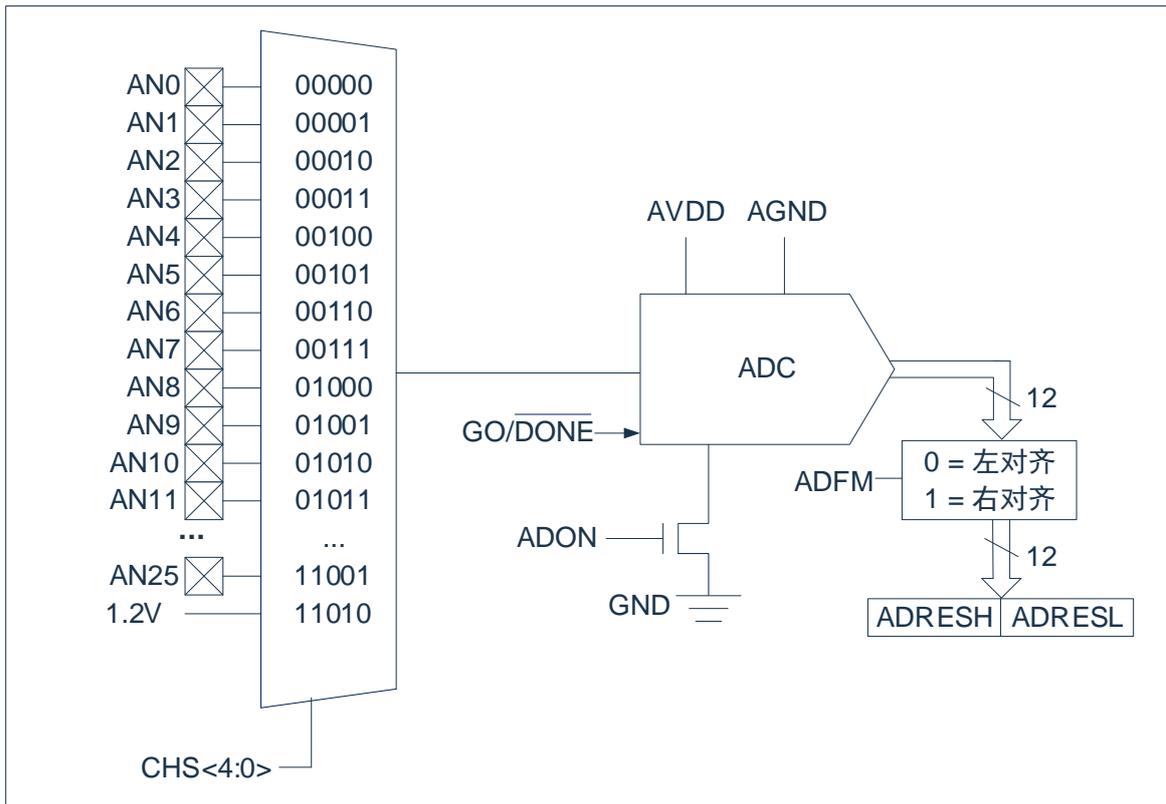 AN0 00000
AN1 00001
AN2 00010
AN3 00011
AN4 00100
AN5 00101
AN6 00110
AN7 00111
AN8 01000
AN9 01001
AN10 01010
AN11 01011
... ...
AN25 11001
1.2V 11010
CHS<4:0>
AVDD AGND
ADC
GO/DONE
12
ADFM
0 = 左对齐
1 = 右对齐
ADON
12
GND
ADRESH ADRESL